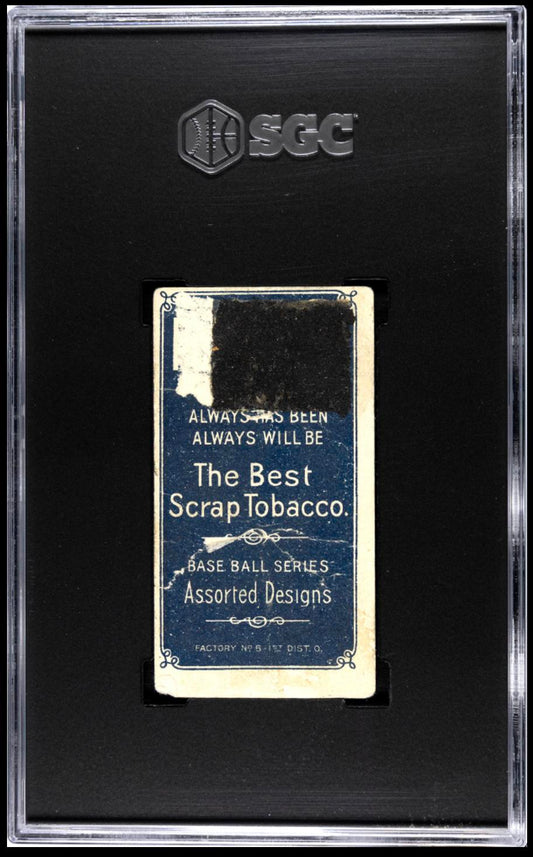 SGC
ALWAYS HAS BEEN
ALWAYS WILL BE
The Best
Scrap Tobacco.
BASE BALL SERIES
Assorted Designs
FACTORY Nº 6 - 1ST DIST. O.